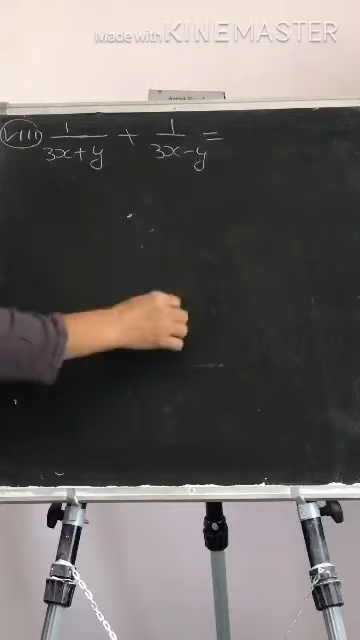 Made with KINEMASTER
(viii) 1/(3x+y) + 1/(3x-y) =